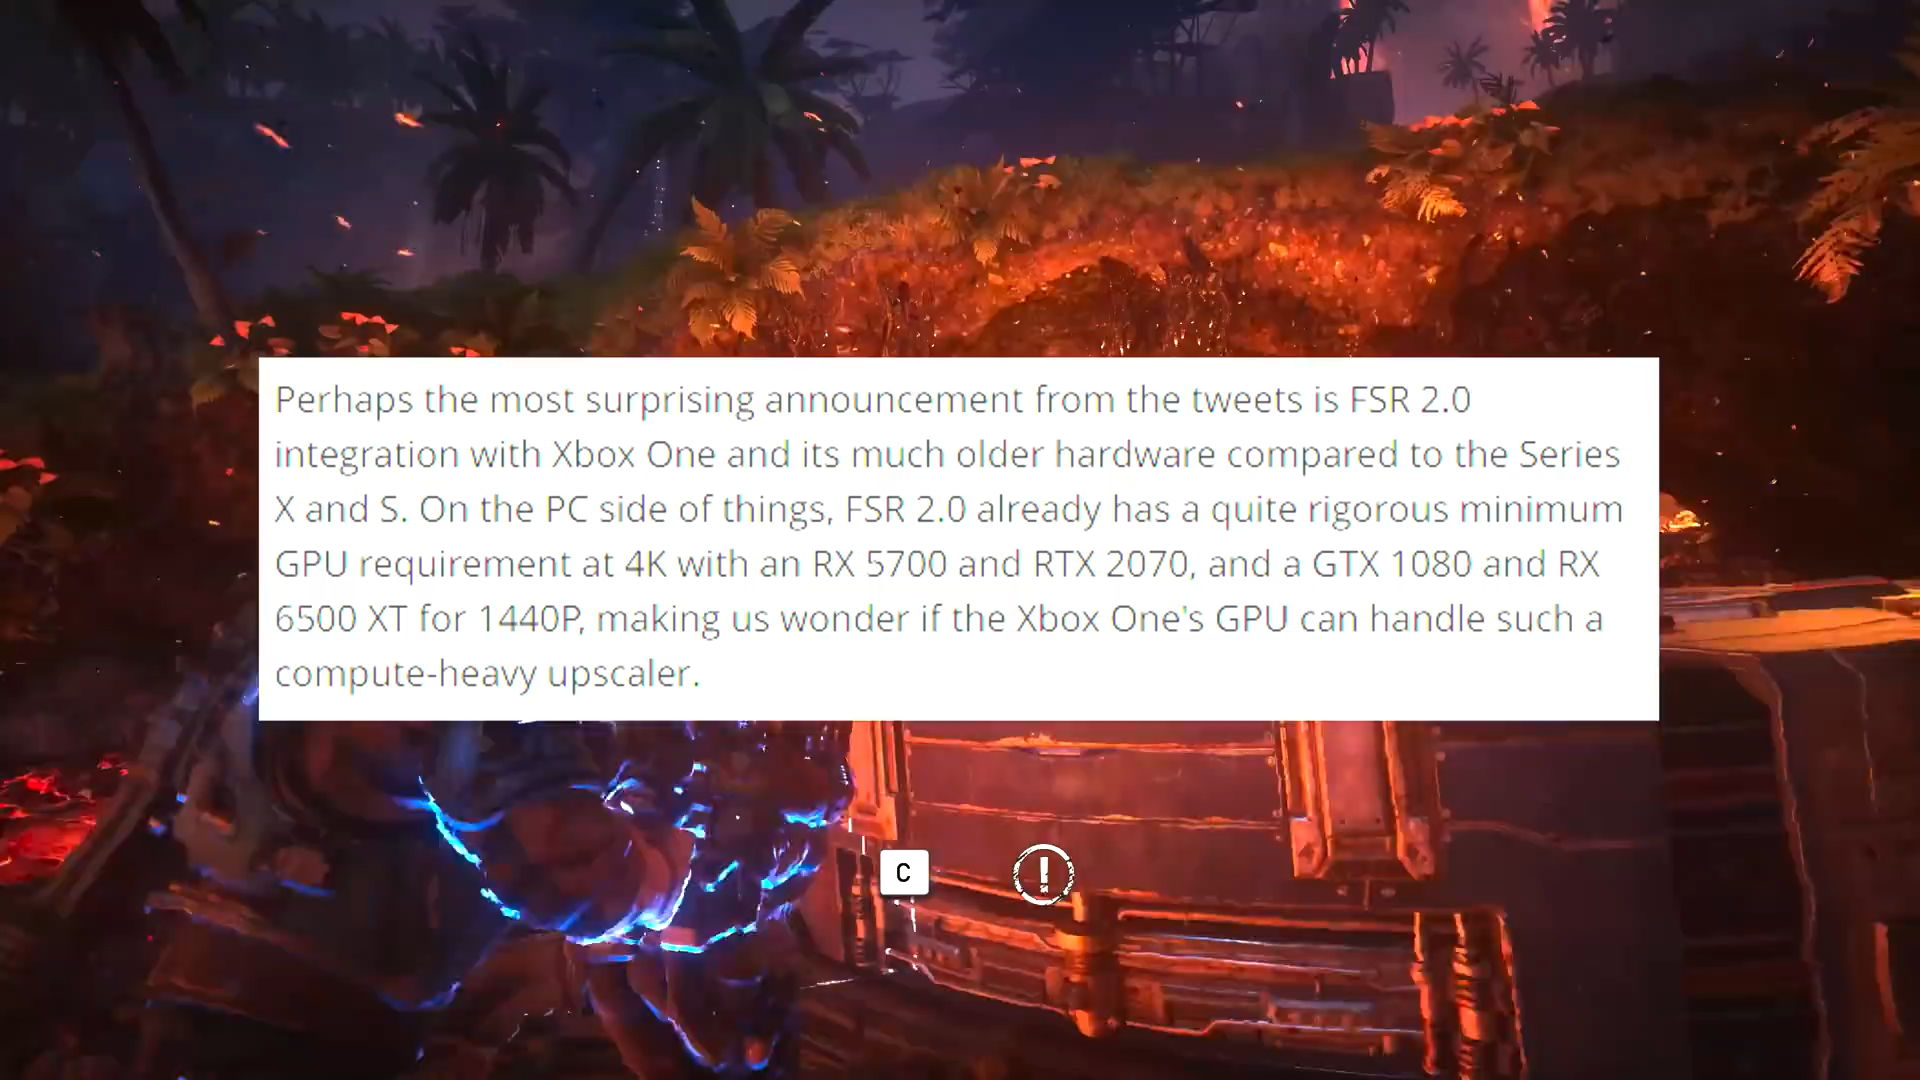 Perhaps the most surprising announcement from the tweets is FSR 2.0
integration with Xbox One and its much older hardware compared to the Series
X and S. On the PC side of things, FSR 2.0 already has a quite rigorous minimum
GPU requirement at 4K with an RX 5700 and RTX 2070, and a GTX 1080 and RX
6500 XT for 1440P, making us wonder if the Xbox One's GPU can handle such a
compute-heavy upscaler.
C
!